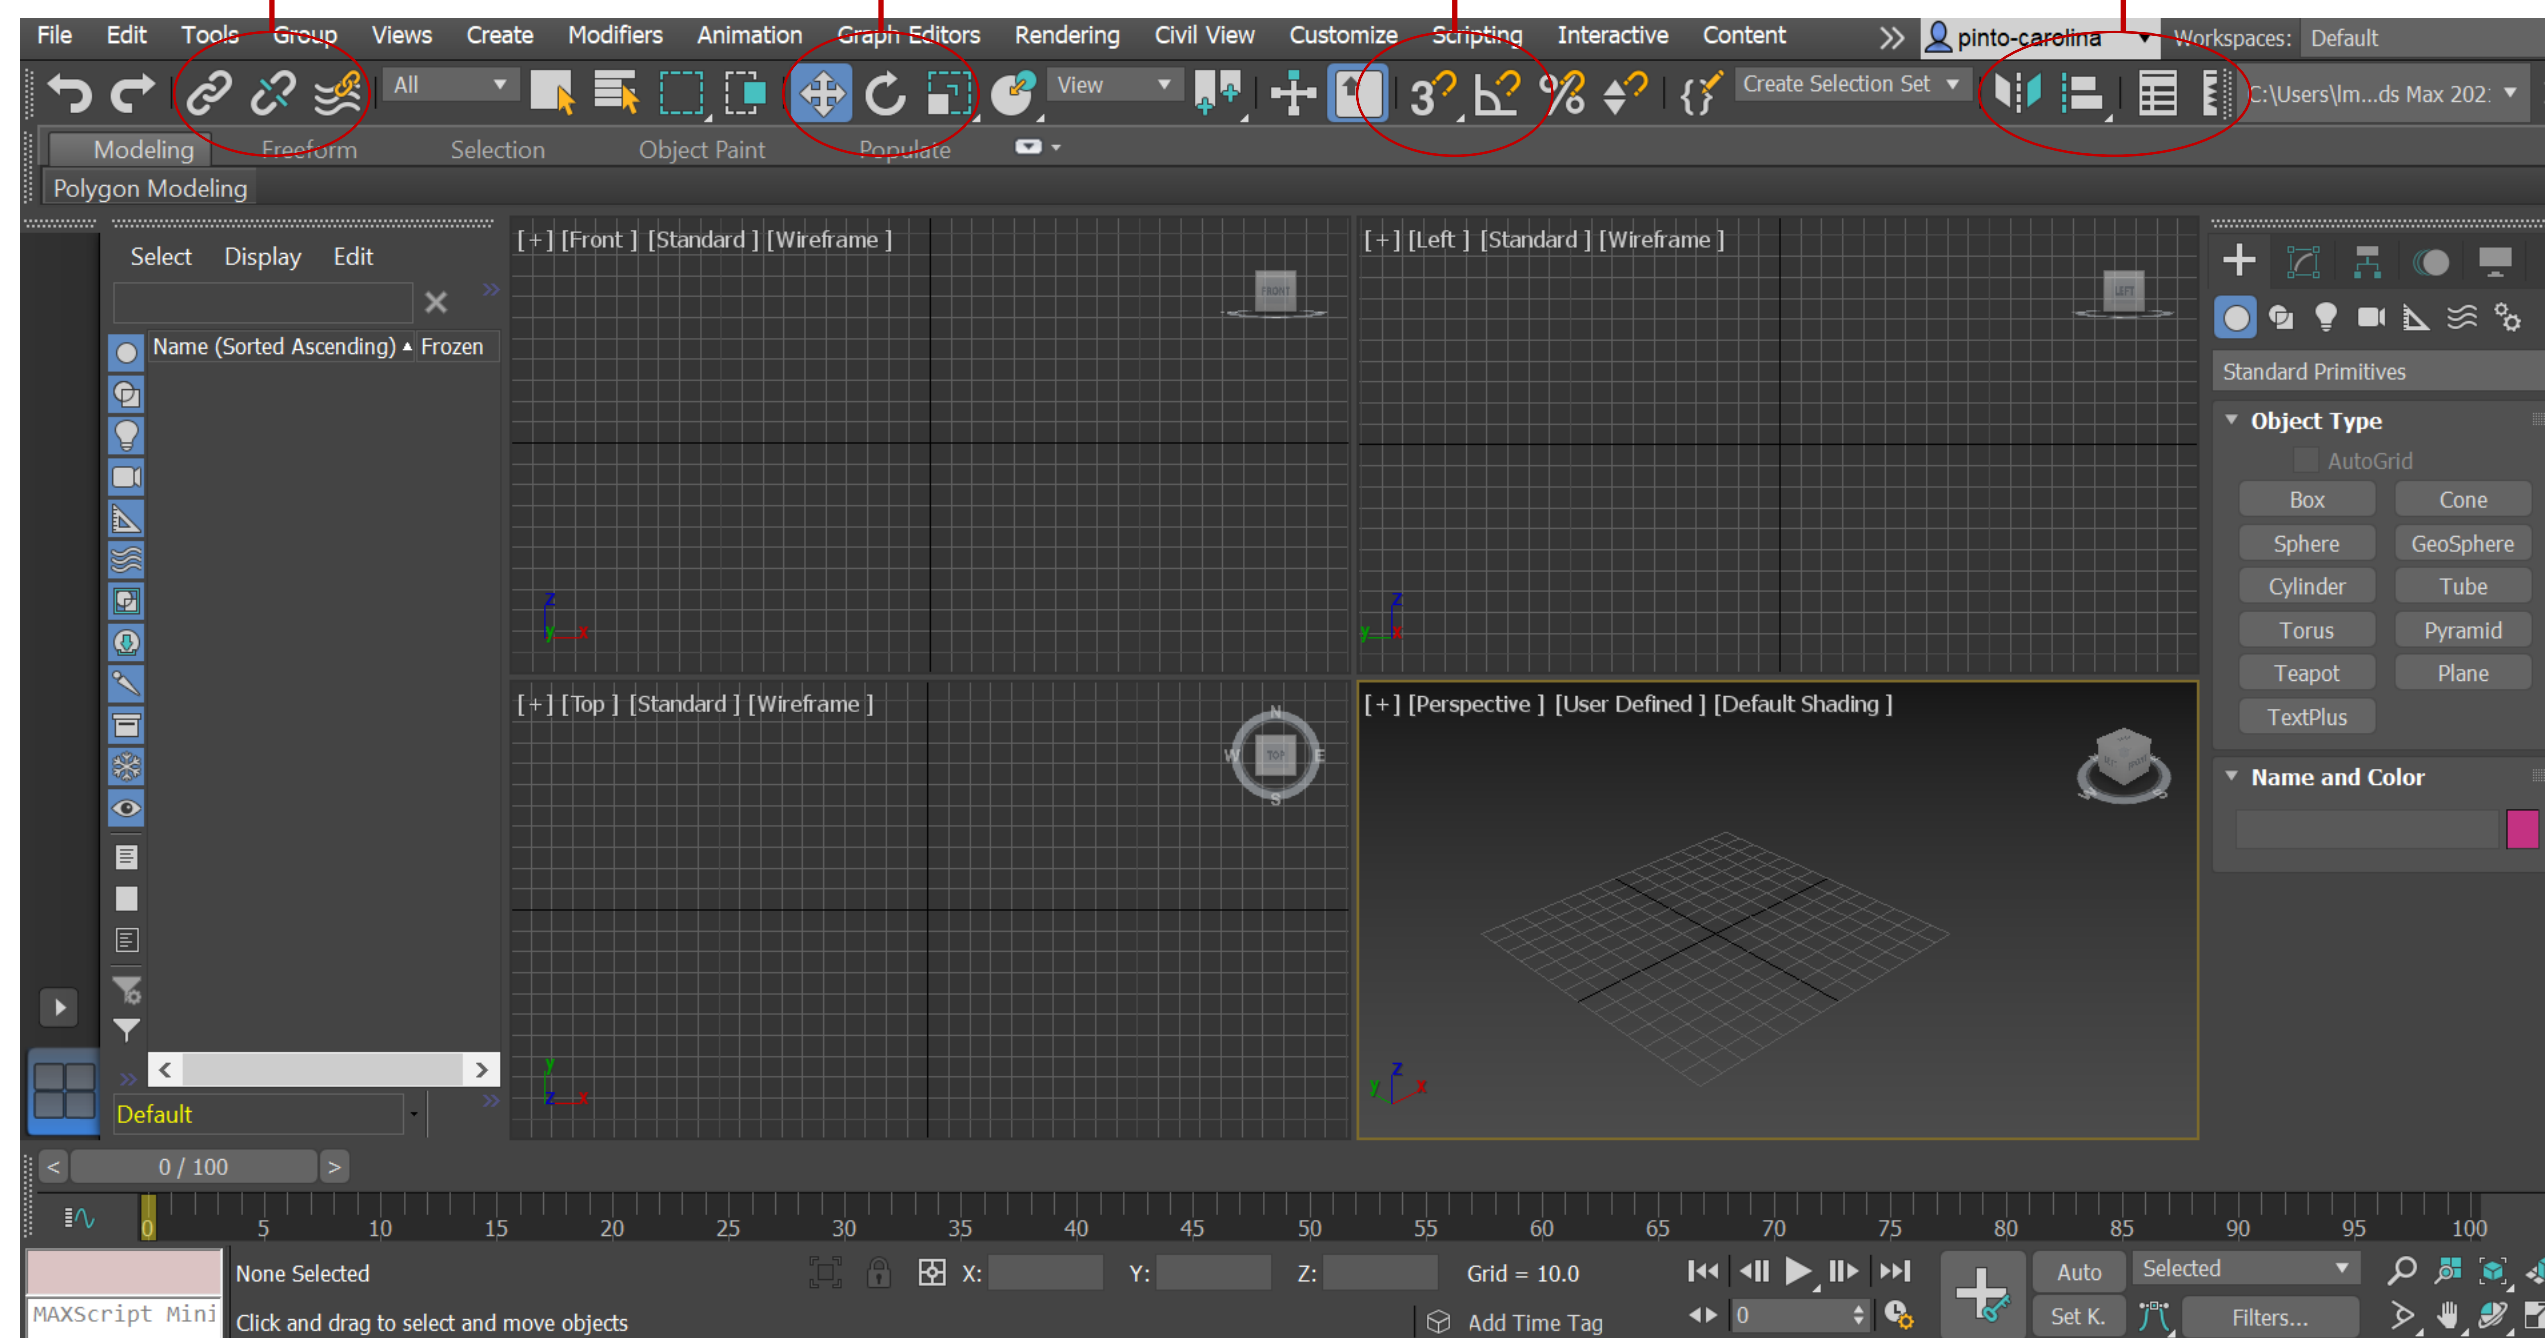 File Edit Tools Group Views Create Modifiers Animation Graph Editors Rendering Civil View Customize Scripting Interactive Content pinto-carolina Workspaces: Default
All View 3 % Create Selection Set C:\Users\Im...ds Max 202
Modeling Freeform Selection Object Paint Populate
Polygon Modeling
Select Display Edit
Name (Sorted Ascending) Frozen
Default
[+] [Front ] [Standard ] [Wireframe ]
FRONT
z
y x
[+] [Left ] [Standard ] [Wireframe ]
LEFT
z
y x
[+] [Top ] [Standard ] [Wireframe ]
N
W TOP E
S
y
z x
[+] [Perspective ] [User Defined ] [Default Shading ]
W S
z
y x
Standard Primitives
Object Type
AutoGrid
Box Cone
Sphere GeoSphere
Cylinder Tube
Torus Pyramid
Teapot Plane
TextPlus
Name and Color
< 0 / 100 >
0 5 10 15 20 25 30 35 40 45 50 55 60 65 70 75 80 85 90 95 100
None Selected X: Y: Z: Grid = 10.0 Auto Selected
MAXScript Mini Click and drag to select and move objects Add Time Tag 0 Set K. Filters...